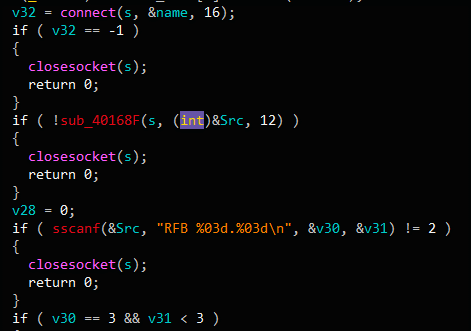 v32 = connect(s, &name, 16);
if ( v32 == -1 )
{
closesocket(s);
return 0;
}
if ( !sub_40168F(s, (int)&Src, 12) )
{
closesocket(s);
return 0;
}
v28 = 0;
if ( sscanf(&Src, "RFB %03d.%03d\n", &v30, &v31) != 2 )
{
closesocket(s);
return 0;
}
if ( v30 == 3 && v31 < 3 )